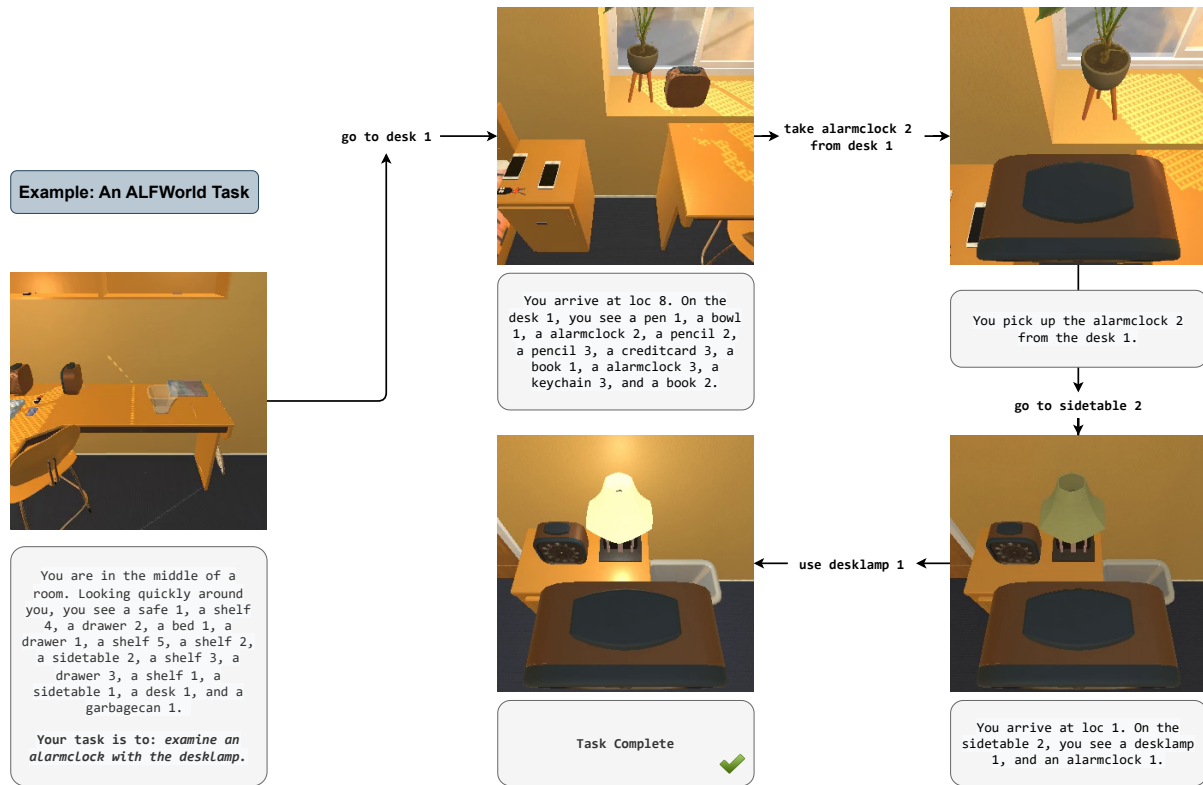 Example: An ALFWorld Task
You are in the middle of a
room. Looking quickly around
you, you see a safe 1, a shelf
4, a drawer 2, a bed 1, a
drawer 1, a shelf 5, a shelf 2,
a sidetable 2, a shelf 3, a
drawer 3, a shelf 1, a
sidetable 1, a desk 1, and a
garbagecan 1.
Your task is to: examine an
alarmclock with the desklamp.
go to desk 1
You arrive at loc 8. On the
desk 1, you see a pen 1, a bowl
1, a alarmclock 2, a pencil 2,
a pencil 3, a creditcard 3, a
book 1, a alarmclock 3, a
keychain 3, and a book 2.
take alarmclock 2
from desk 1
You pick up the alarmclock 2
from the desk 1.
go to sidetable 2
You arrive at loc 1. On the
sidetable 2, you see a desklamp
1, and an alarmclock 1.
use desklamp 1
Task Complete